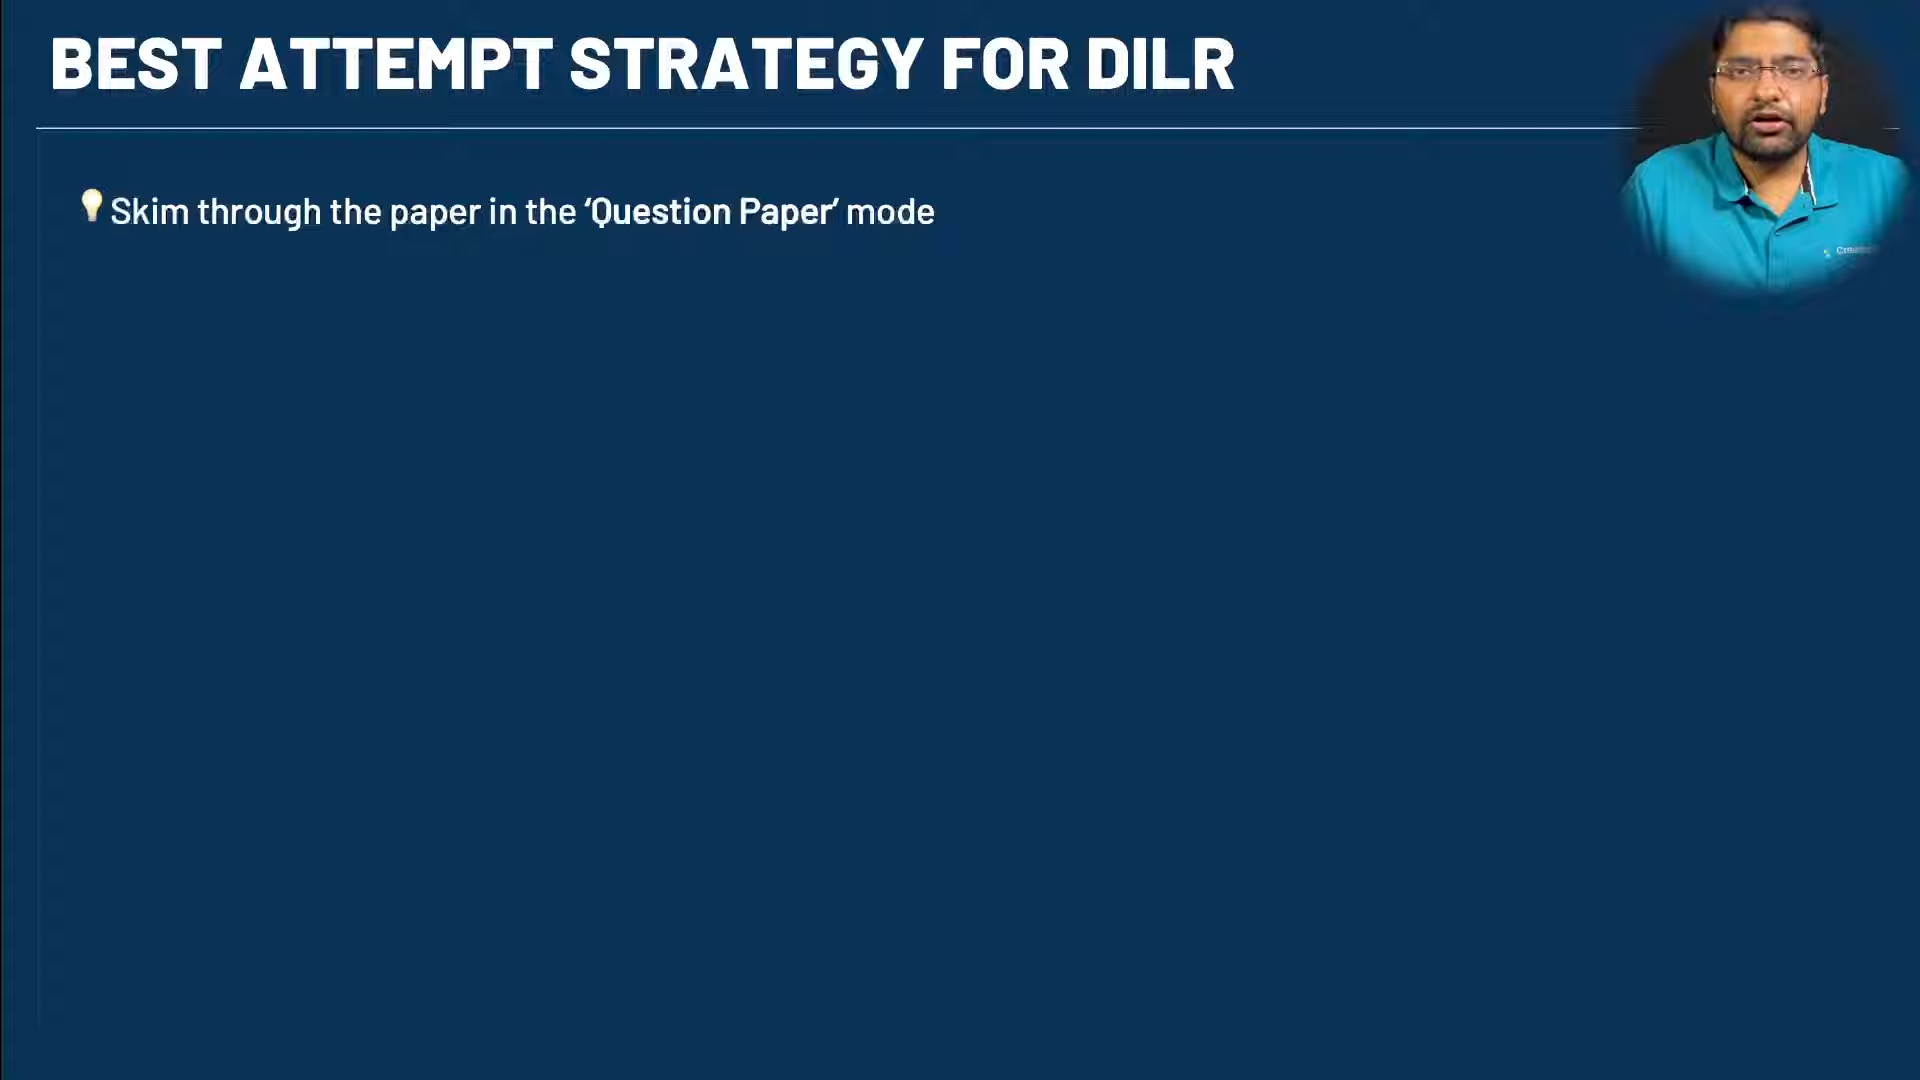 BEST ATTEMPT STRATEGY FOR DILR
Skim through the paper in the ‘Question Paper’ mode